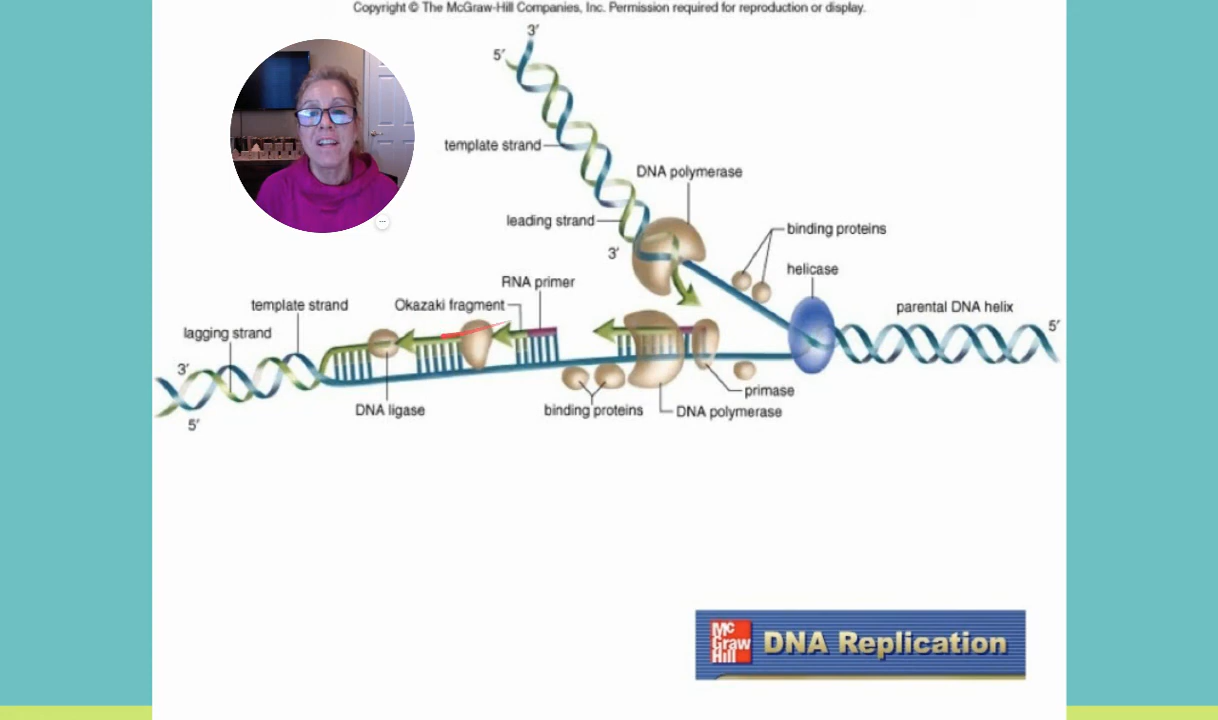 Copyright © The McGraw-Hill Companies, Inc. Permission required for reproduction or display.
3′
5′
template strand
DNA polymerase
leading strand
binding proteins
3′
helicase
RNA primer
template strand
Okazaki fragment
parental DNA helix
5′
lagging strand
3′
primase
DNA ligase
binding proteins
DNA polymerase
5′
Mc
Graw
Hill
DNA Replication